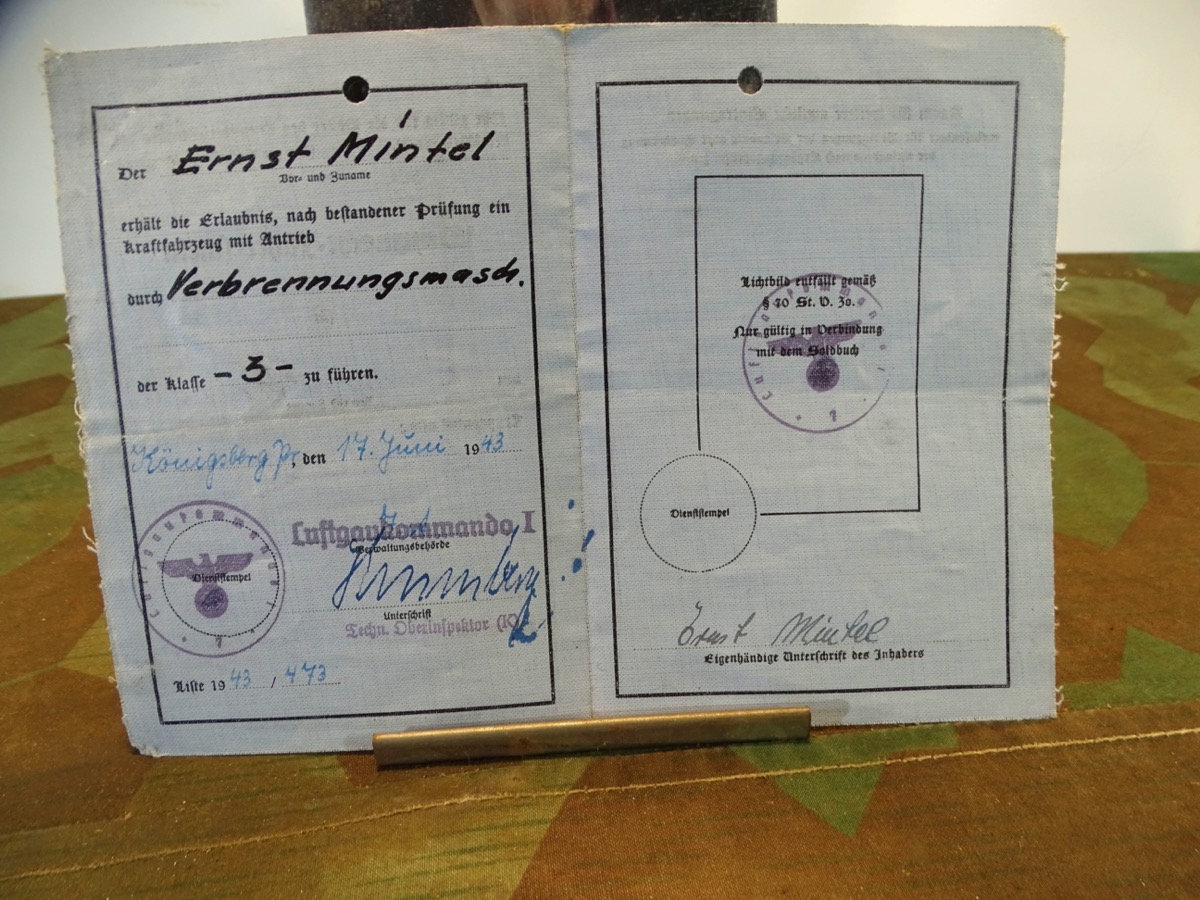 Der Ernst Mintel
Vor- und Zuname
erhält die Erlaubnis, nach bestandener Prüfung ein
Kraftfahrzeug mit Antrieb
durch Verbrennungsmasch.
der Klasse - 3 - zu führen.
Königsberg Pr, den 17. Juni 1943
Luftgaukommando I
Verwaltungsbehörde
Dienststempel
Unterschrift
Techn. Oberinspektor (K)
Liste 1943 / 473
Lichtbild entfällt gemäß
§ 70 St. V. Zo.
Nur gültig in Verbindung
mit dem Soldbuch
Dienststempel
Ernst Mintel
Eigenhändige Unterschrift des Inhabers